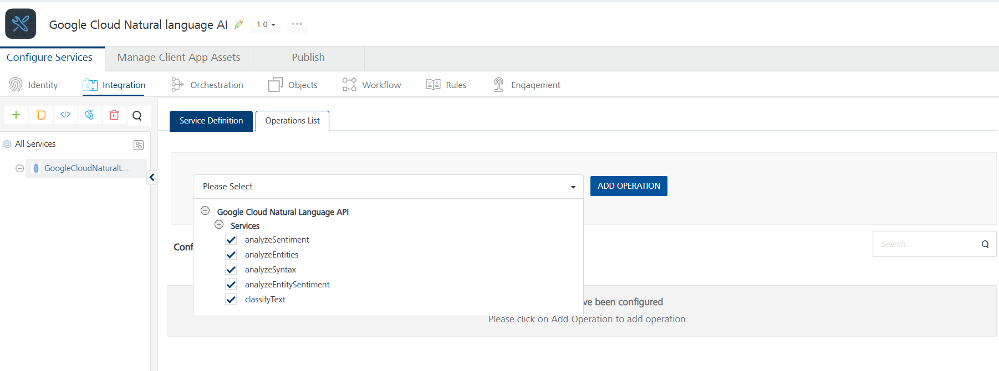 Google Cloud Natural language AI 1.0
Configure Services Manage Client App Assets Publish
Identity Integration Orchestration Objects Workflow Rules Engagement
Service Definition Operations List
All Services
GoogleCloudNaturalL...
Please Select ADD OPERATION
Google Cloud Natural Language API
Services
analyzeSentiment
analyzeEntities
analyzeSyntax
analyzeEntitySentiment
classifyText
Conf
Search...
ve been configured
Please click on Add Operation to add operation